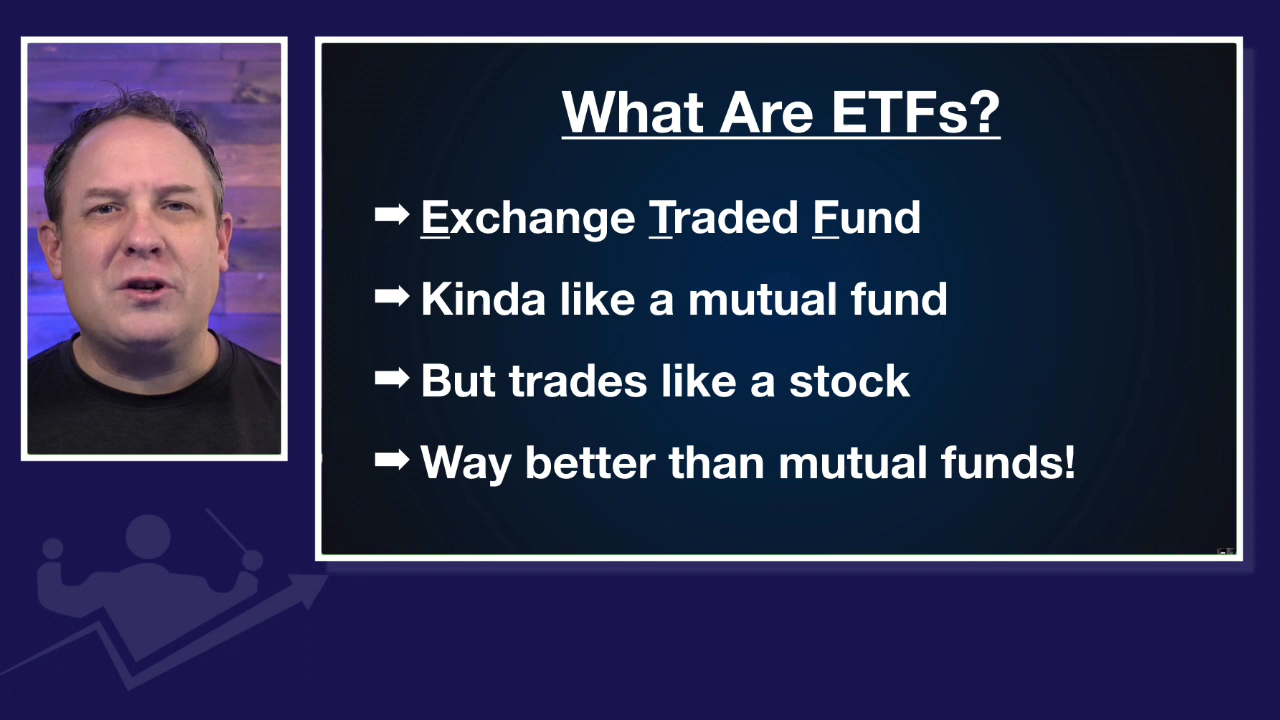 What Are ETFs?
➡ Exchange Traded Fund
➡ Kinda like a mutual fund
➡ But trades like a stock
➡ Way better than mutual funds!